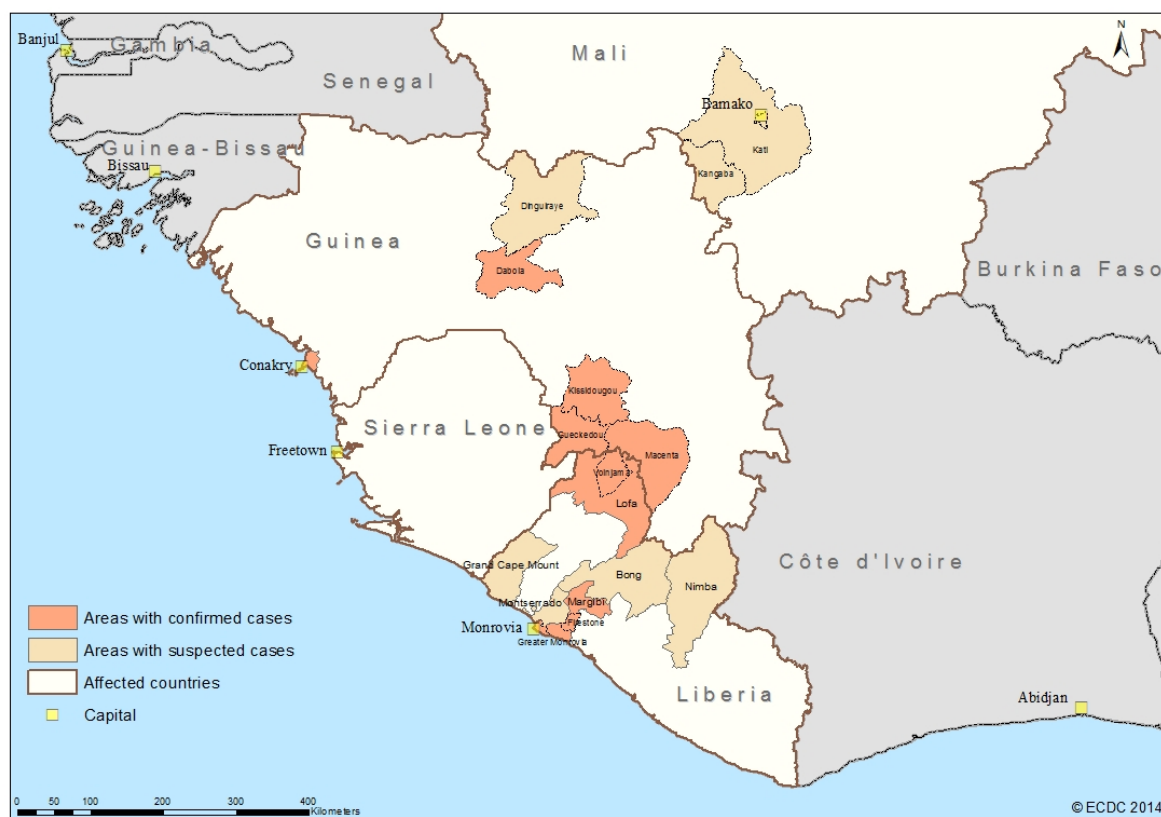 Banjul
Gambia
Senegal
Mali
N
Bamako
Kati
Kangaba
Guinea-Bissau
Bissau
Dinguiraye
Guinea
Dabola
Burkina Faso
Conakry
Kissidougou
Sierra Leone
Gueckedou
Freetown
Macenta
Voinjama
Lofa
Côte d'Ivoire
Grand Cape Mount
Bong
Nimba
Montserrado
Margibi
Firestone
Monrovia
Greater Monrovia
Liberia
Abidjan
Areas with confirmed cases
Areas with suspected cases
Affected countries
Capital
0 50 100 200 300 400
Kilometers
© ECDC 2014